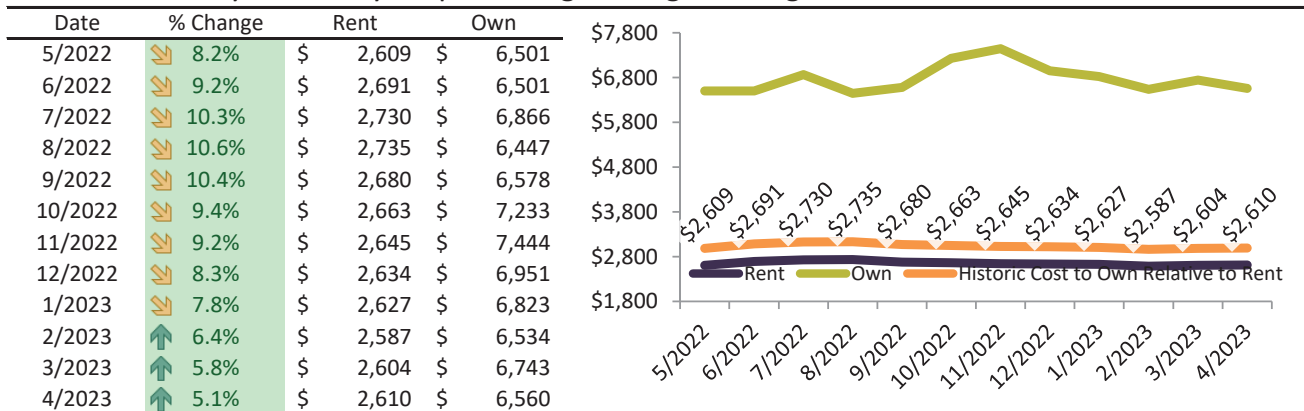 Date % Change Rent Own
5/2022 8.2% $ 2,609 $ 6,501
6/2022 9.2% $ 2,691 $ 6,501
7/2022 10.3% $ 2,730 $ 6,866
8/2022 10.6% $ 2,735 $ 6,447
9/2022 10.4% $ 2,680 $ 6,578
10/2022 9.4% $ 2,663 $ 7,233
11/2022 9.2% $ 2,645 $ 7,444
12/2022 8.3% $ 2,634 $ 6,951
1/2023 7.8% $ 2,627 $ 6,823
2/2023 6.4% $ 2,587 $ 6,534
3/2023 5.8% $ 2,604 $ 6,743
4/2023 5.1% $ 2,610 $ 6,560
$7,800
$6,800
$5,800
$4,800
$3,800
$2,800
$1,800
$2,609 $2,691 $2,730 $2,735 $2,680 $2,663 $2,645 $2,634 $2,627 $2,587 $2,604 $2,610
Rent Own Historic Cost to Own Relative to Rent
5/2022 6/2022 7/2022 8/2022 9/2022 10/2022 11/2022 12/2022 1/2023 2/2023 3/2023 4/2023